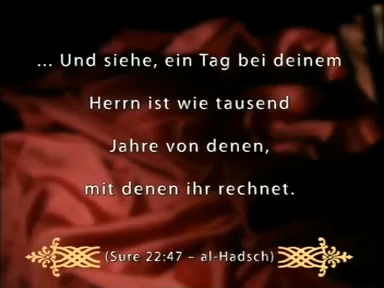 ... Und siehe, ein Tag bei deinem
Herrn ist wie tausend
Jahre von denen,
mit denen ihr rechnet.
(Sure 22:47 – al-Hadsch)